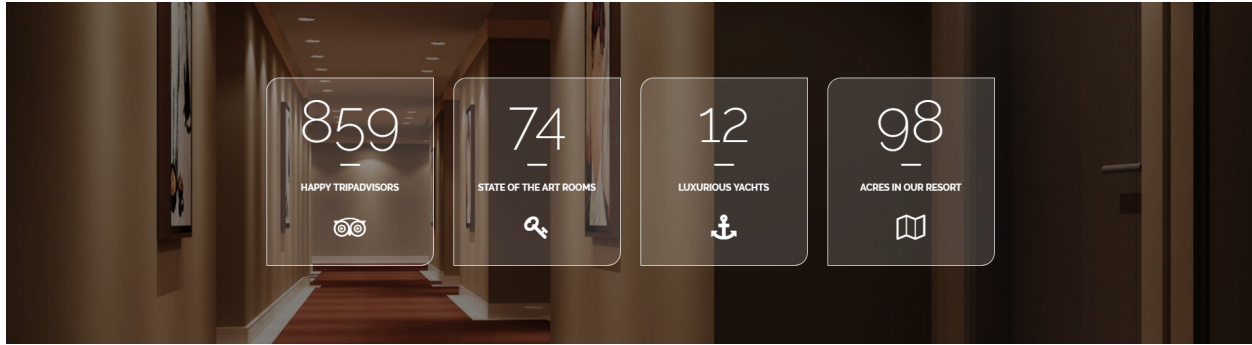 859
HAPPY TRIPADVISORS
74
STATE OF THE ART ROOMS
12
LUXURIOUS YACHTS
98
ACRES IN OUR RESORT